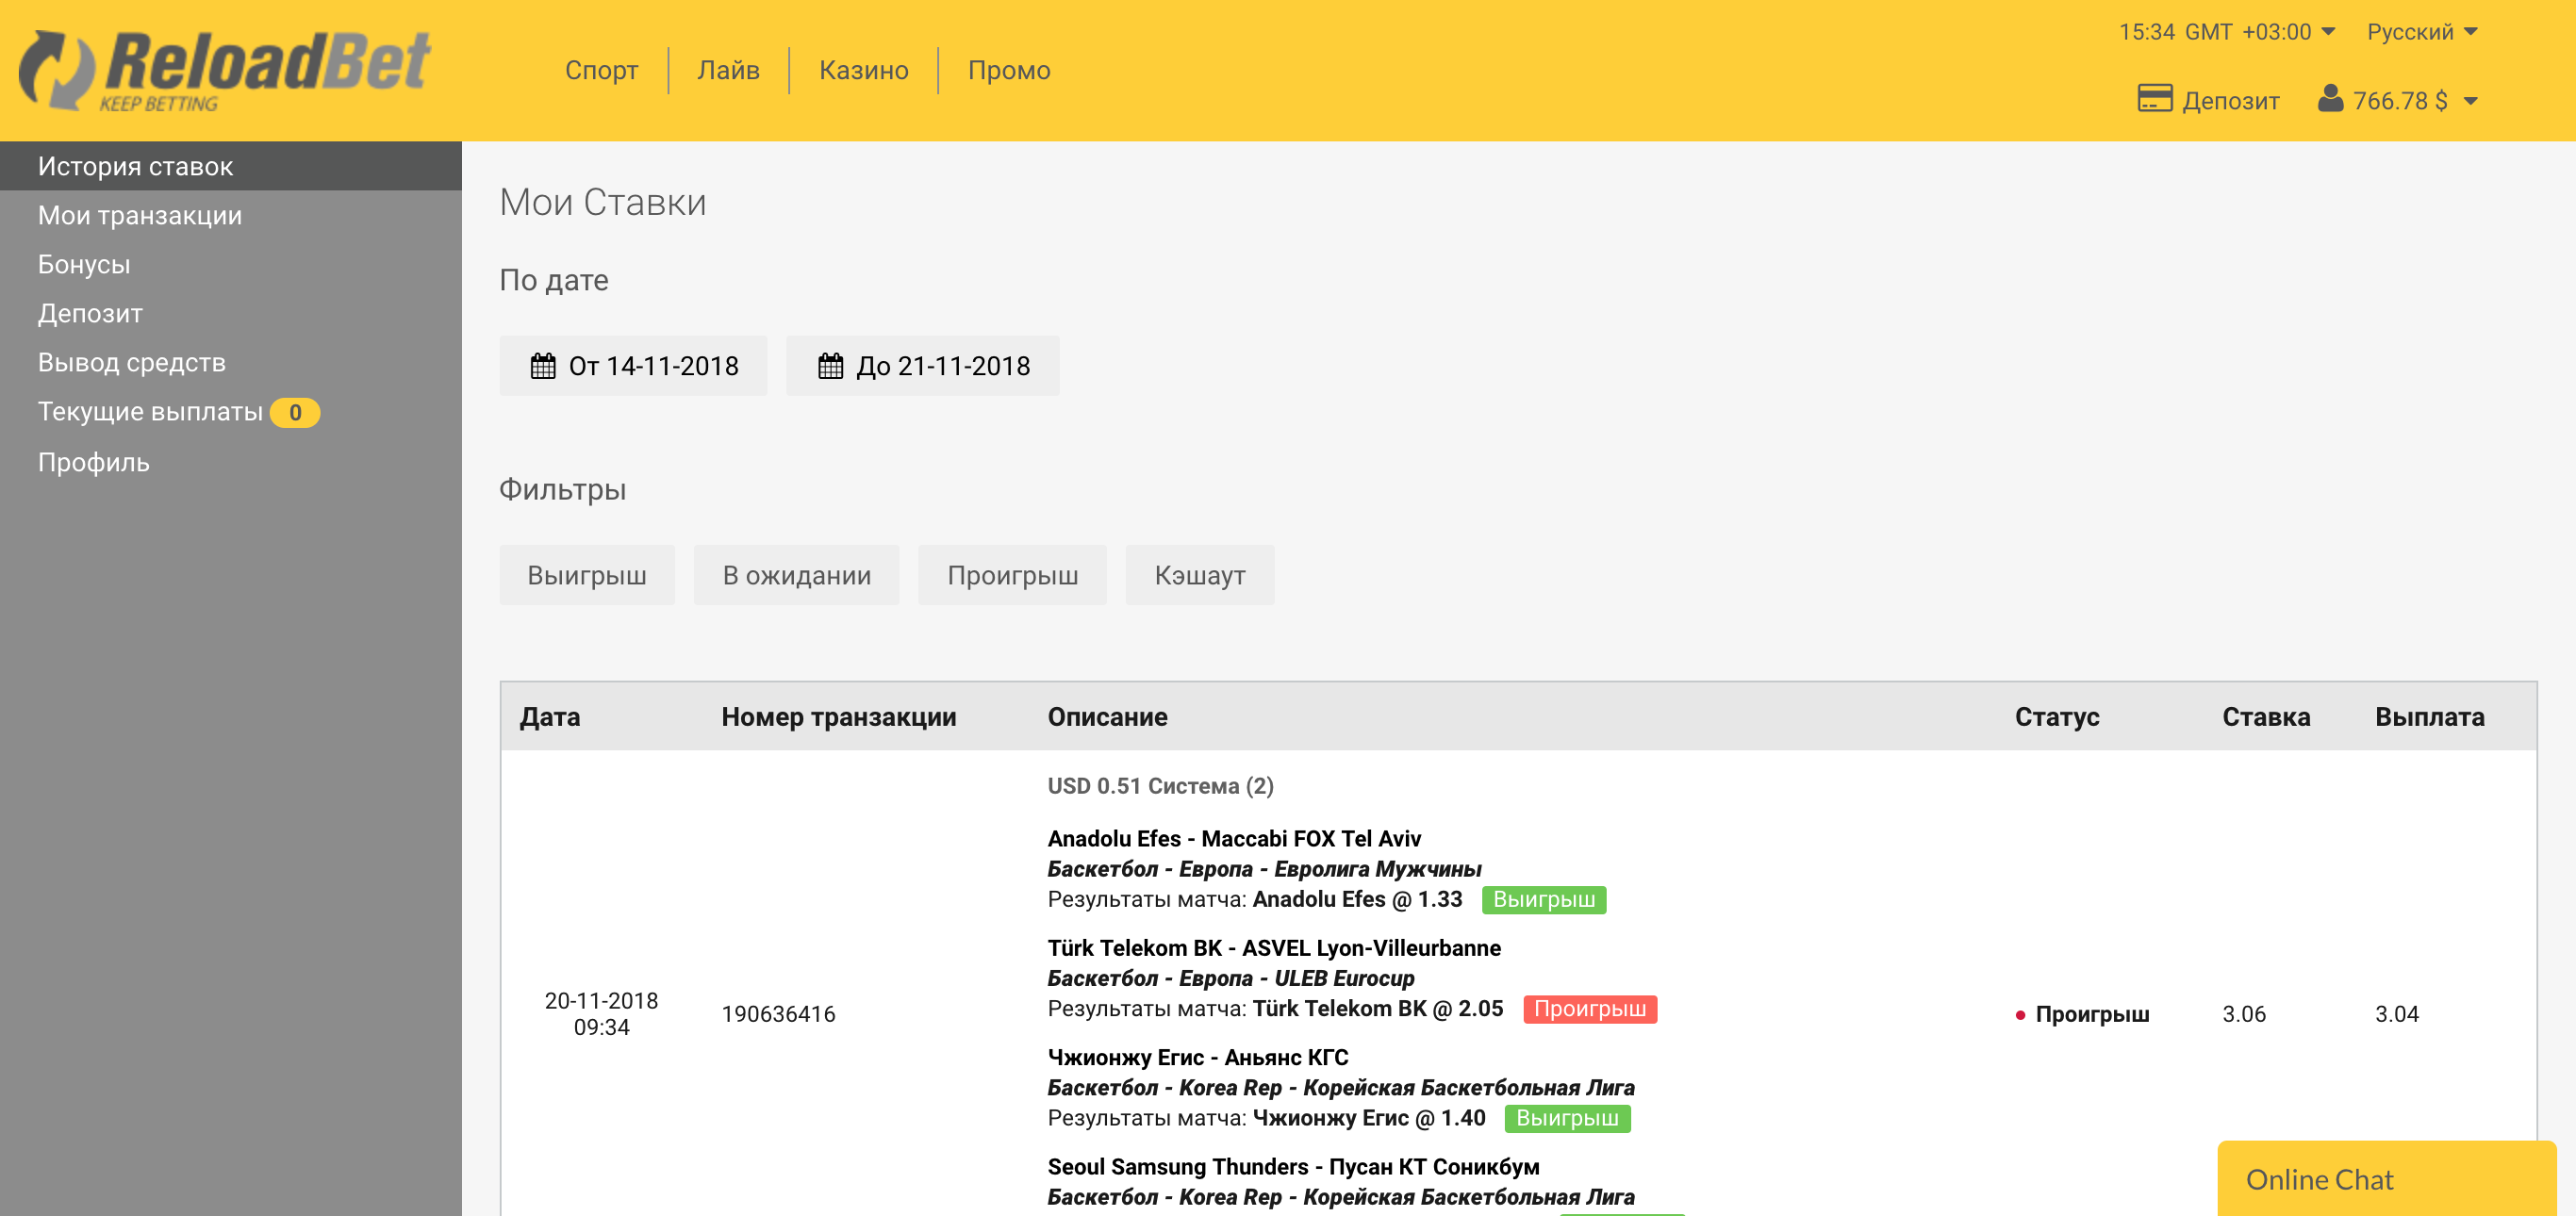 ReloadBet
KEEP BETTING
Спорт
Лайв
Казино
Промо
15:34 GMT +03:00
Русский
Депозит
766.78 $
История ставок
Мои транзакции
Бонусы
Депозит
Вывод средств
Текущие выплаты 0
Профиль
Мои Ставки
По дате
От 14-11-2018
До 21-11-2018
Фильтры
Выигрыш
В ожидании
Проигрыш
Кэшаут
Дата
Номер транзакции
Описание
Статус
Ставка
Выплата
20-11-2018
09:34
190636416
USD 0.51 Система (2)
Anadolu Efes - Maccabi FOX Tel Aviv
Баскетбол - Европа - Евролига Мужчины
Результаты матча: Anadolu Efes @ 1.33 Выигрыш
Türk Telekom BK - ASVEL Lyon-Villeurbanne
Баскетбол - Европа - ULEB Eurocup
Результаты матча: Türk Telekom BK @ 2.05 Проигрыш
Чжионжу Егис - Аньянс КГС
Баскетбол - Korea Rep - Корейская Баскетбольная Лига
Результаты матча: Чжионжу Егис @ 1.40 Выигрыш
Seoul Samsung Thunders - Пусан КТ Соникбум
Баскетбол - Korea Rep - Корейская Баскетбольная Лига
Проигрыш
3.06
3.04
Online Chat